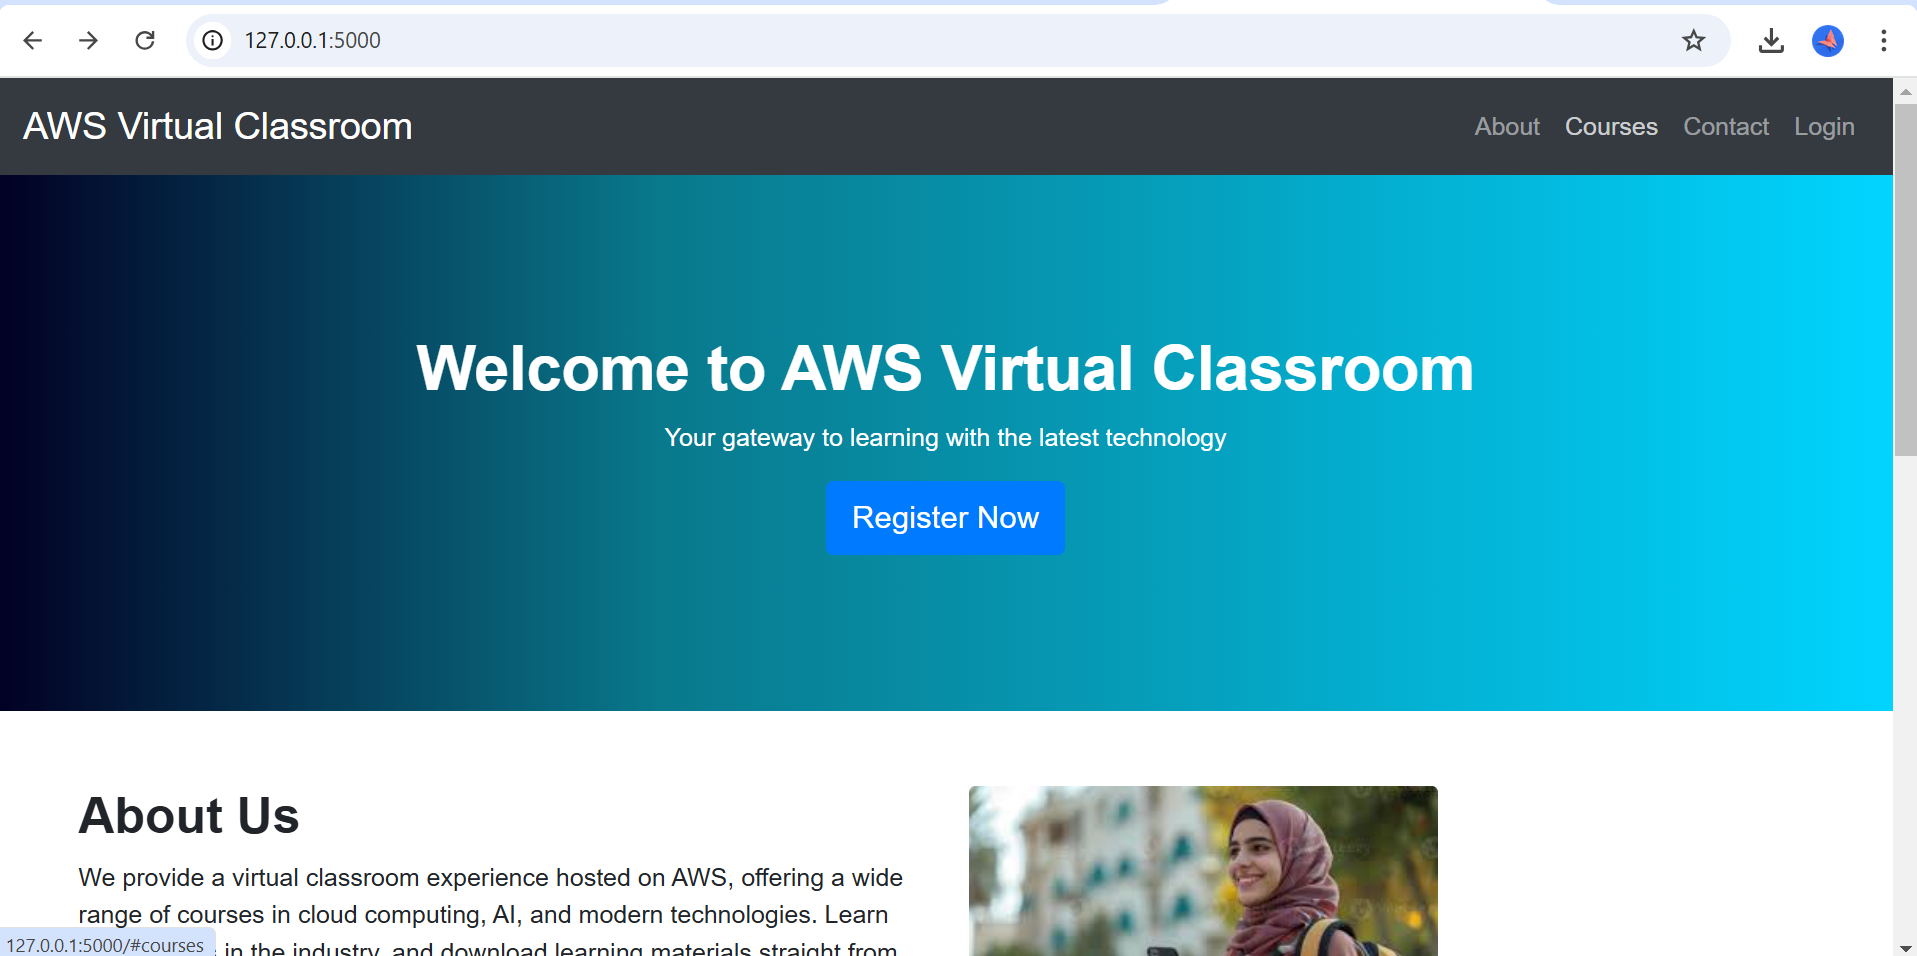 127.0.0.1:5000
AWS Virtual Classroom
About Courses Contact Login
Welcome to AWS Virtual Classroom
Your gateway to learning with the latest technology
Register Now
About Us
We provide a virtual classroom experience hosted on AWS, offering a wide
range of courses in cloud computing, AI, and modern technologies. Learn
in the industry, and download learning materials straight from
127.0.0.1:5000/#courses